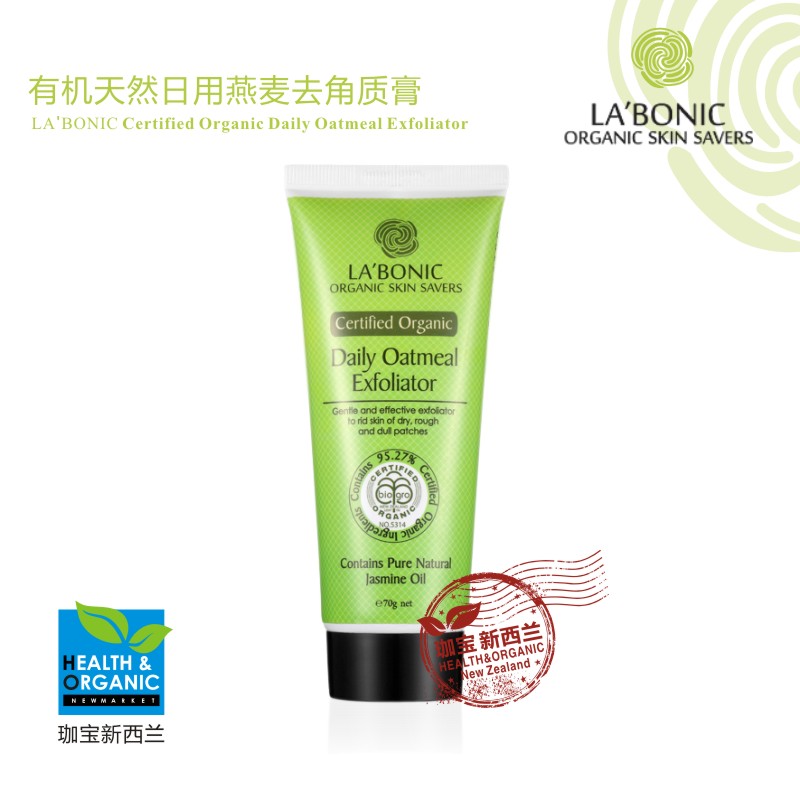 有机天然日用燕麦去角质膏
LA'BONIC Certified Organic Daily Oatmeal Exfoliator
LA'BONIC
ORGANIC SKIN SAVERS
LA'BONIC
ORGANIC SKIN SAVERS
Certified Organic
Daily Oatmeal
Exfoliator
Gentle and effective exfoliator
to rid skin of dry, rough
and dull patches
Contains 95.27% Certified Organic Ingredients
CERTIFIED
biogro
ORGANIC
NO.5314
Contains Pure Natural
Jasmine Oil
℮70g net
珈宝新西兰
HEALTH&ORGANIC
New Zealand
HEALTH &
ORGANIC
NEWMARKET
珈宝新西兰